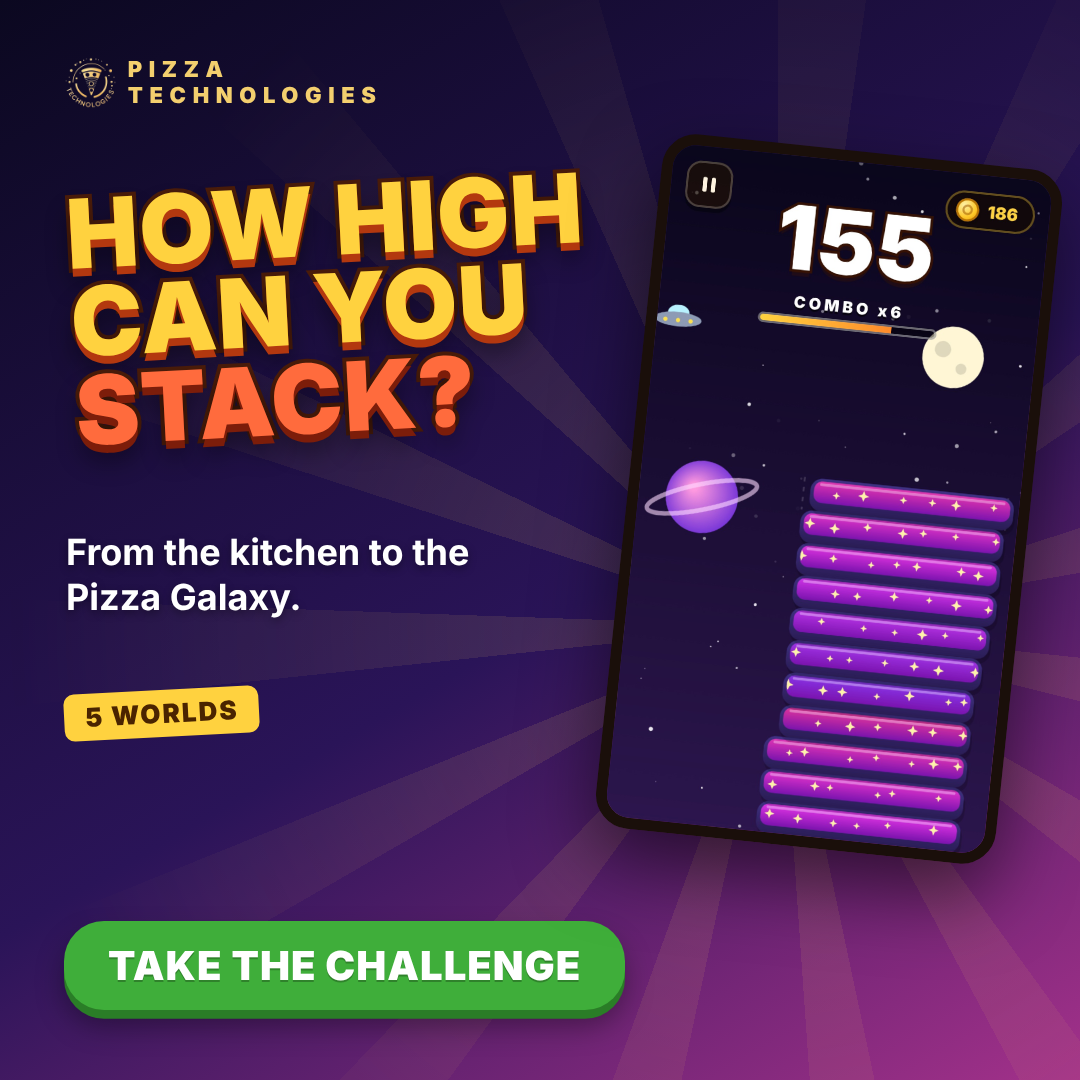 PIZZA
TECHNOLOGIES
TECHNOLOGIES
HOW HIGH
CAN YOU
STACK?
From the kitchen to the
Pizza Galaxy.
5 WORLDS
TAKE THE CHALLENGE
186
155
COMBO x6